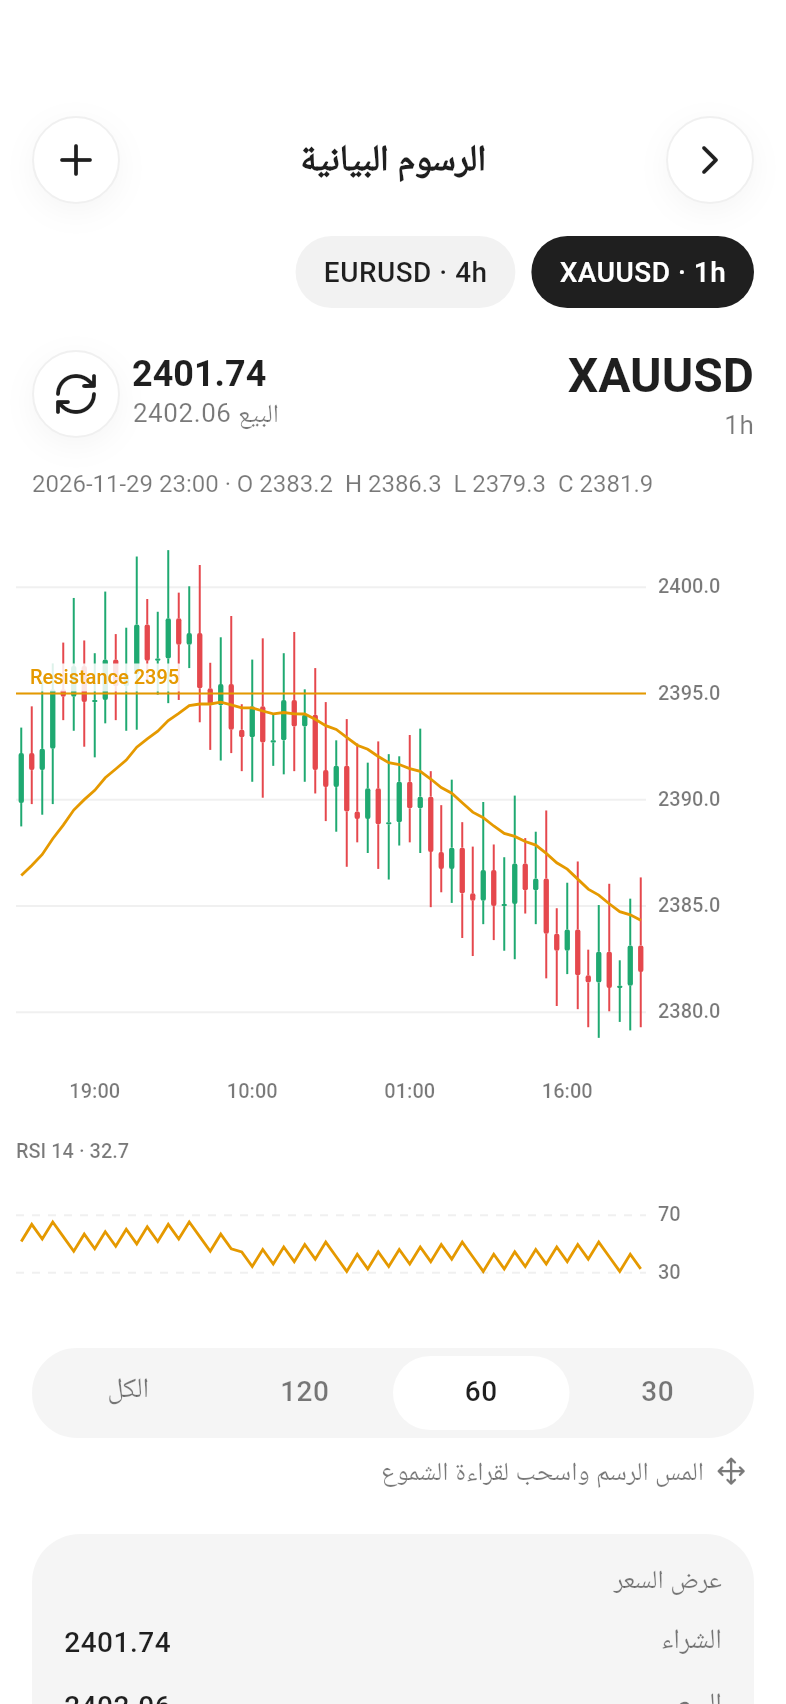 الرسوم البيانية
XAUUSD · 1h
EURUSD · 4h
XAUUSD
1h
2401.74
البيع 2402.06
2026-11-29 23:00 · O 2383.2 H 2386.3 L 2379.3 C 2381.9
2400.0
Resistance 2395
2395.0
2390.0
2385.0
2380.0
19:00 10:00 01:00 16:00
RSI 14 · 32.7
70
30
30 60 120 الكل
المس الرسم واسحب لقراءة الشموع
عرض السعر
الشراء 2401.74